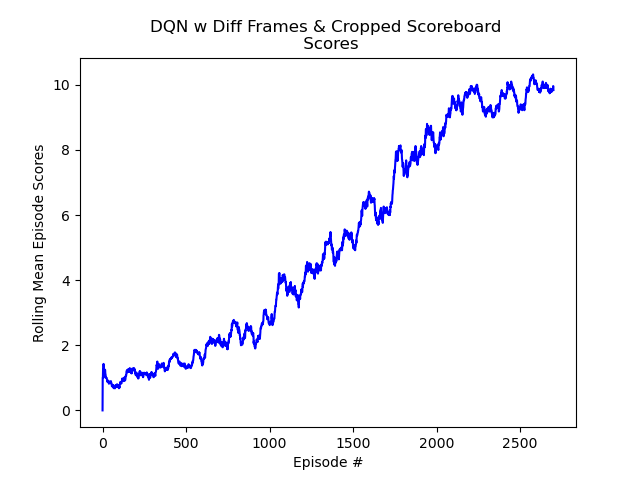 DQN w Diff Frames & Cropped Scoreboard
Scores
10
8
6
4
2
0
Rolling Mean Episode Scores
0 500 1000 1500 2000 2500
Episode #